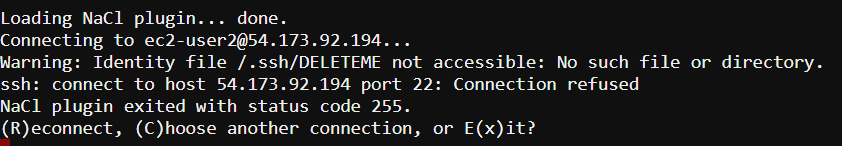 Loading NaCl plugin... done.
Connecting to ec2-user2@54.173.92.194...
Warning: Identity file /.ssh/DELETEME not accessible: No such file or directory.
ssh: connect to host 54.173.92.194 port 22: Connection refused
NaCl plugin exited with status code 255.
(R)econnect, (C)hoose another connection, or E(x)it?